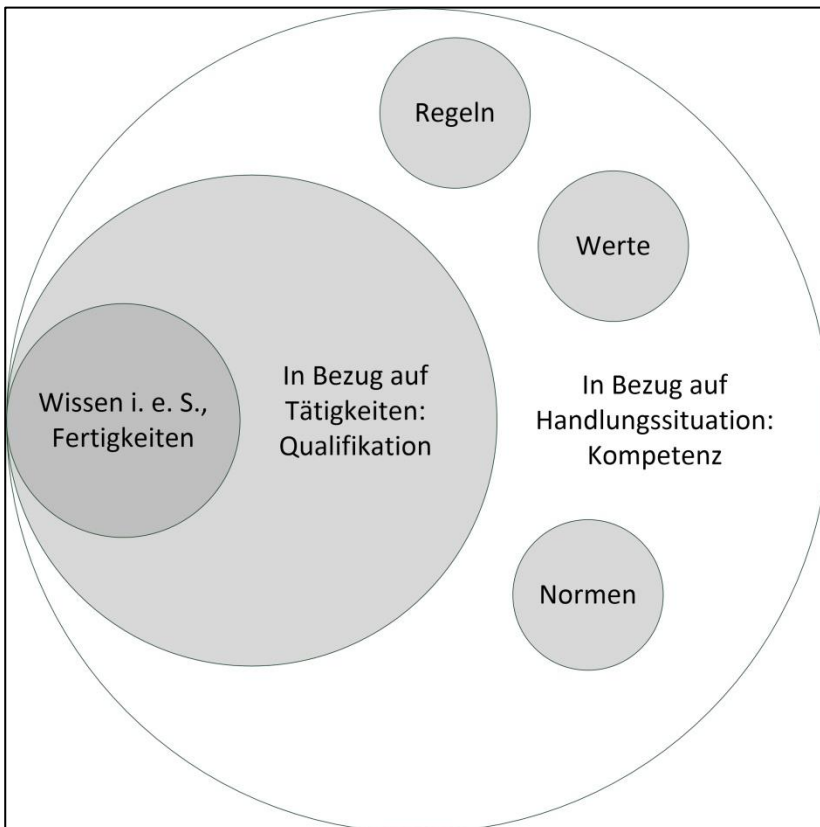 Regeln
Werte
Wissen i. e. S.,
Fertigkeiten
In Bezug auf
Tätigkeiten:
Qualifikation
In Bezug auf
Handlungssituation:
Kompetenz
Normen